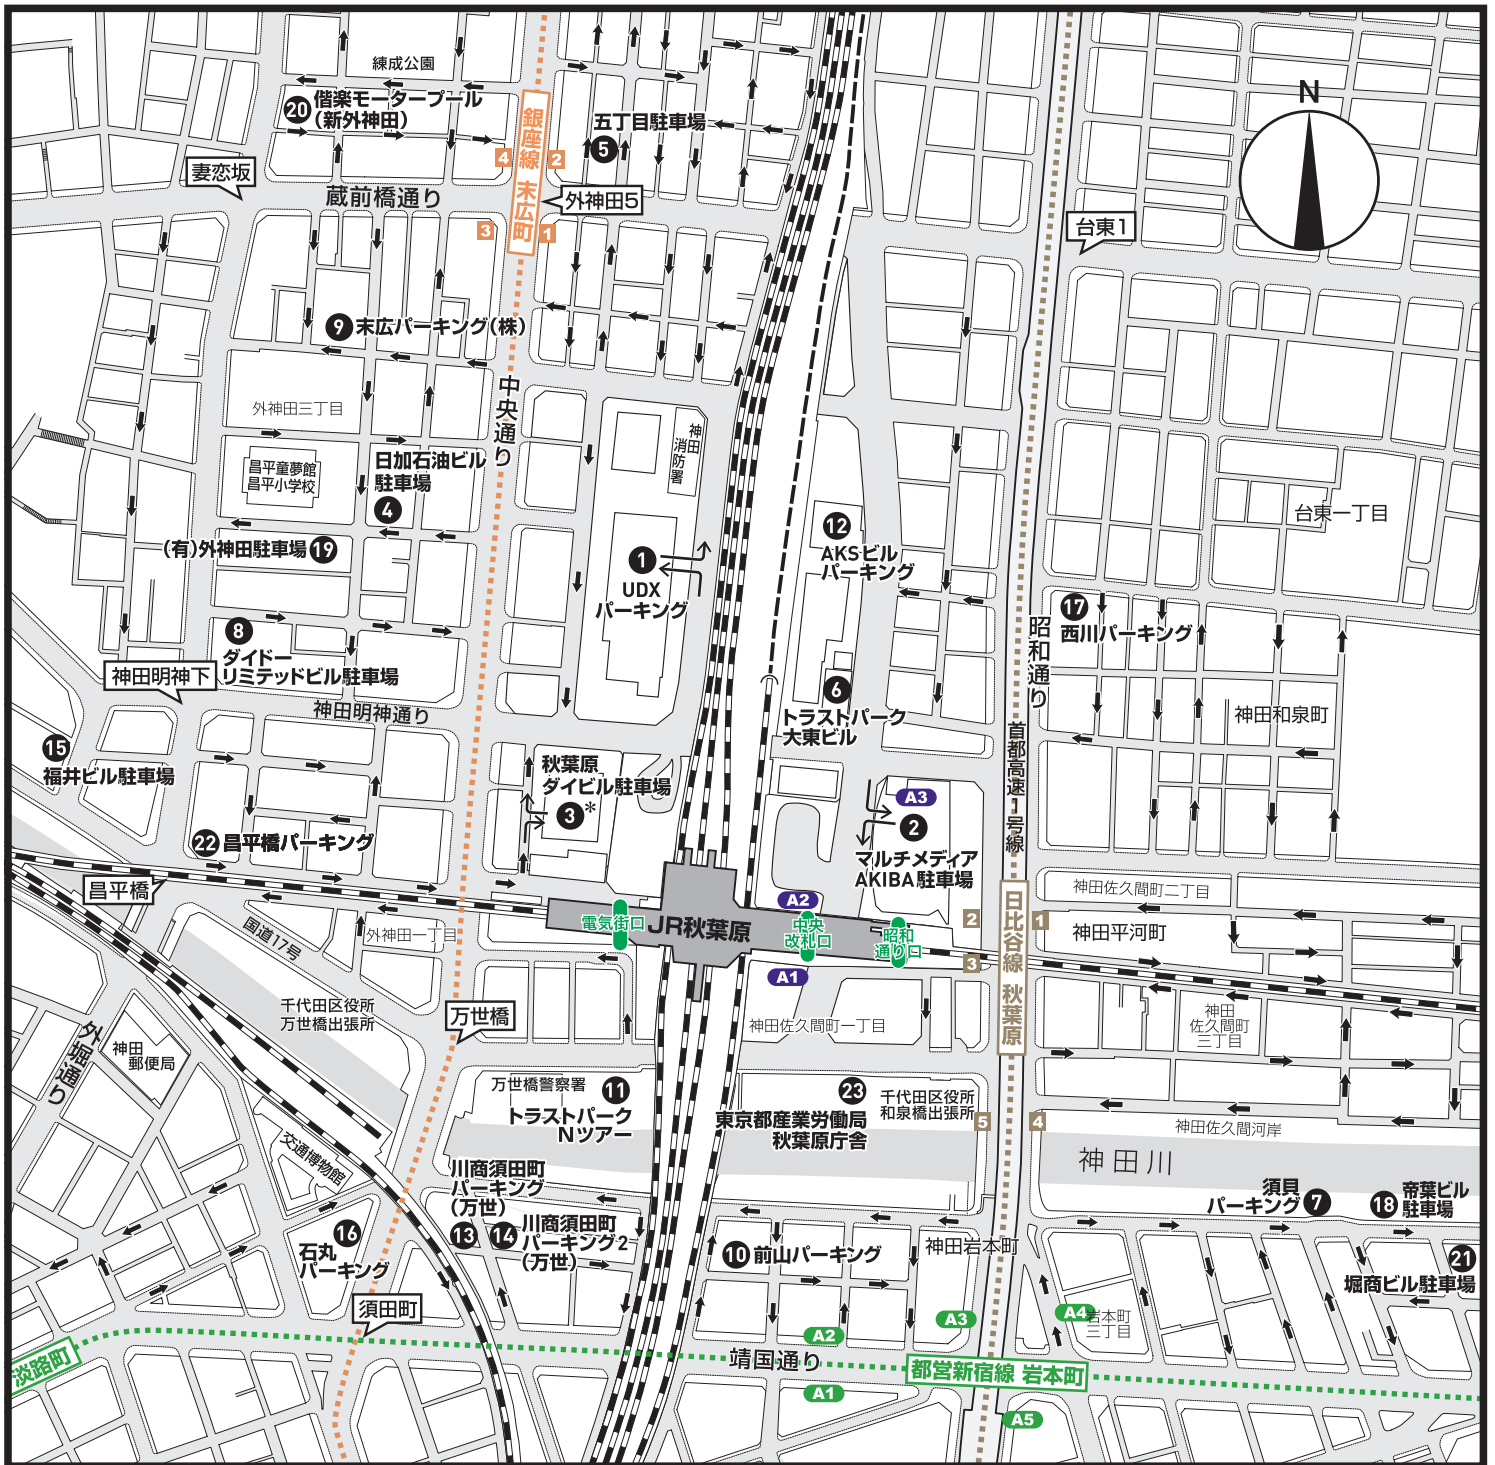 練成公園
N
20 偕楽モータープール
（新外神田）
銀座線 末広町
4
2
3
1
五丁目駐車場
5
妻恋坂
蔵前橋通り
外神田5
台東1
9 末広パーキング（株）
中央通り
外神田三丁目
神田消防署
昌平童夢館
昌平小学校
日加石油ビル
駐車場
4
台東一丁目
12
AKSビル
パーキング
（有）外神田駐車場 19
1
UDX
パーキング
17
西川パーキング
昭和通り
8
ダイドー
リミテッドビル駐車場
神田明神下
神田明神通り
6
トラストパーク
大東ビル
神田和泉町
首都高速1号線
15
福井ビル駐車場
秋葉原
ダイビル駐車場
3*
A3
2
マルチメディア
AKIBA駐車場
22 昌平橋パーキング
昌平橋
神田佐久間町二丁目
A2
電気街口
JR秋葉原
中央
改札口
昭和
通り口
2
1
3
日比谷線 秋葉原
神田平河町
国道17号
外神田一丁目
A1
千代田区役所
万世橋出張所
万世橋
神田佐久間町一丁目
神田
佐久間町
三丁目
外堀通り
神田
郵便局
万世橋警察署
11
トラストパーク
Nツアー
23
東京都産業労働局
秋葉原庁舎
千代田区役所
和泉橋出張所
5
4
神田佐久間河岸
交通博物館
神田川
川商須田町
パーキング
（万世）
13
14 川商須田町
パーキング2
（万世）
須貝
パーキング 7
18 帝葉ビル
駐車場
16
石丸
パーキング
10 前山パーキング
神田岩本町
21
堀商ビル駐車場
須田町
A3
A4
岩本町
三丁目
A2
淡路町
靖国通り
都営新宿線 岩本町
A1
A5